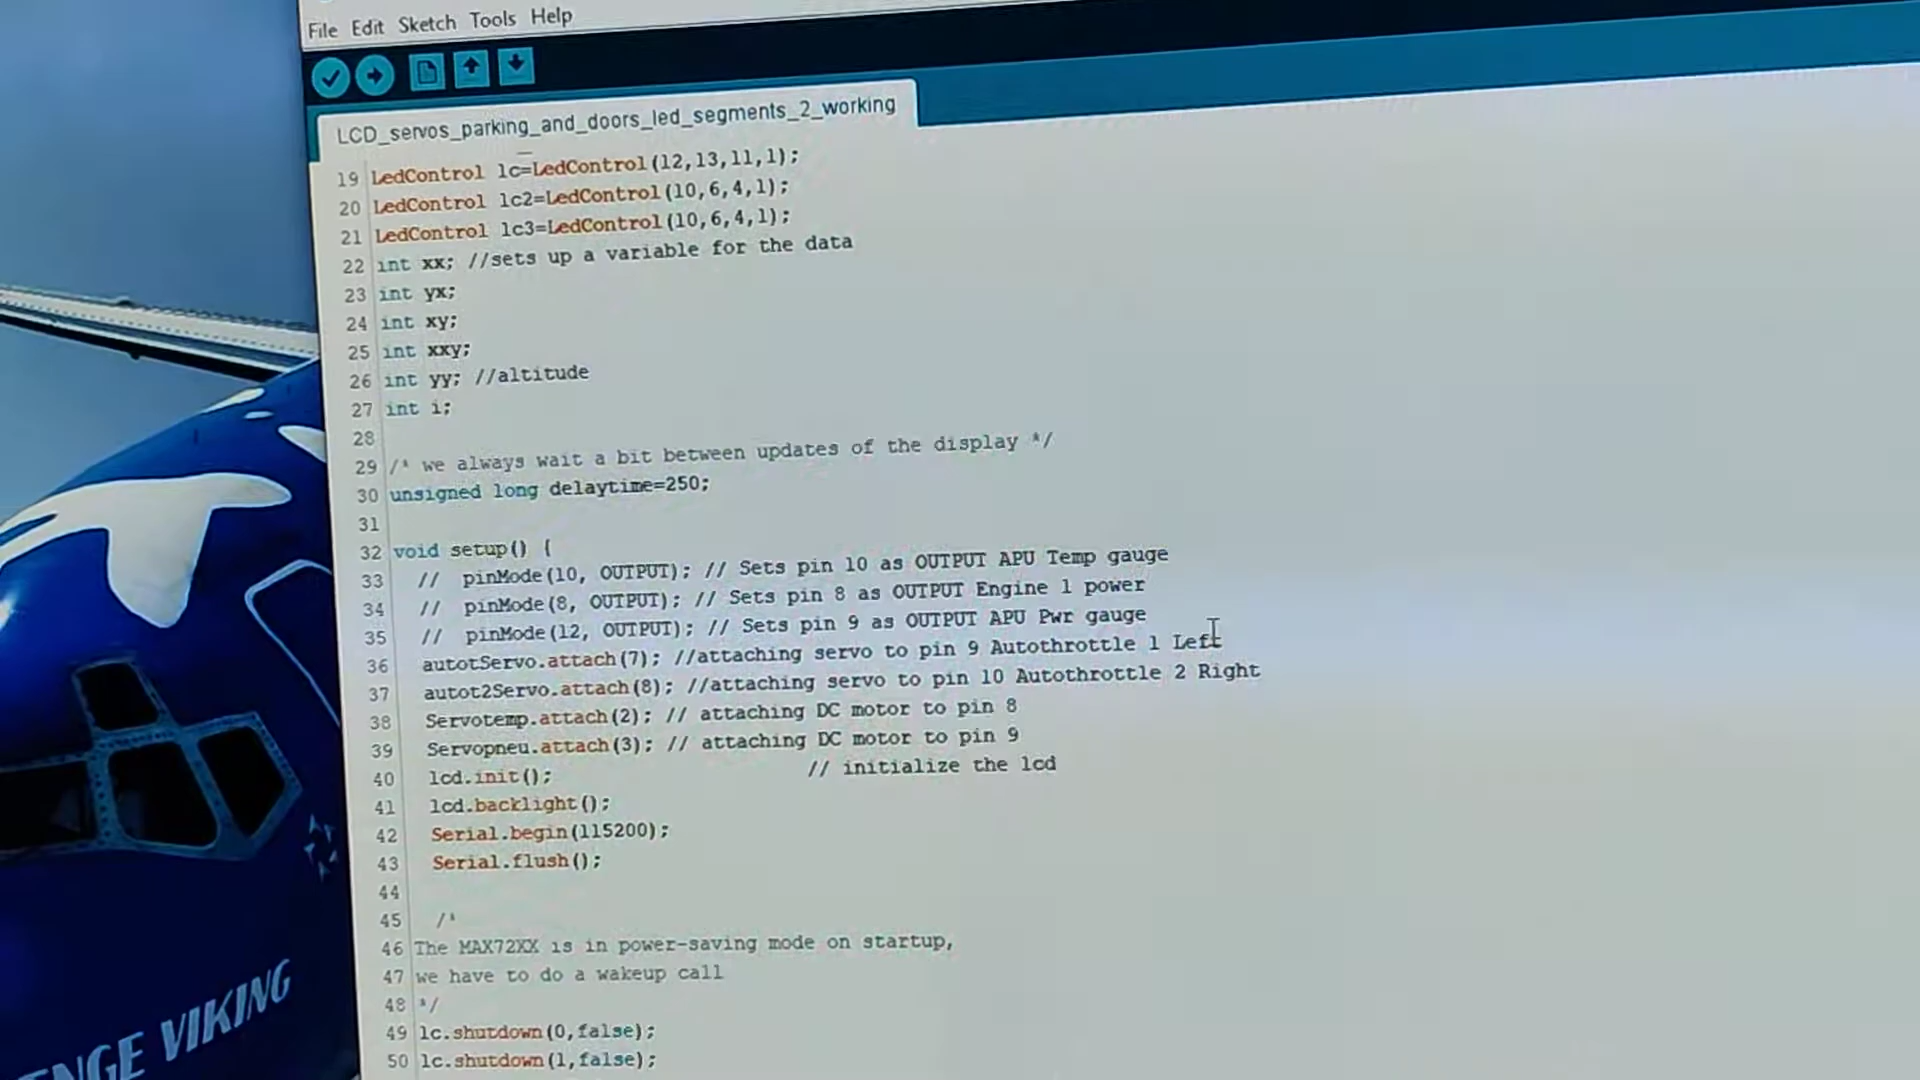 File Edit Sketch Tools Help
LCD_servos_parking_and_doors_led_segments_2_working
19 LedControl lc=LedControl(12,13,11,1);
20 LedControl lc2=LedControl(10,6,4,1);
21 LedControl lc3=LedControl(10,6,4,1);
22 int xx; //sets up a variable for the data
23 int yx;
24 int xy;
25 int xxy;
26 int yy; //altitude
27 int i;
28
29 /* we always wait a bit between updates of the display */
30 unsigned long delaytime=250;
31
32 void setup() {
33 // pinMode(10, OUTPUT); // Sets pin 10 as OUTPUT APU Temp gauge
34 // pinMode(8, OUTPUT); // Sets pin 8 as OUTPUT Engine 1 power
35 // pinMode(12, OUTPUT); // Sets pin 9 as OUTPUT APU Pwr gauge
36 autotServo.attach(7); //attaching servo to pin 9 Autothrottle 1 Left
37 autot2Servo.attach(8); //attaching servo to pin 10 Autothrottle 2 Right
38 Servotemp.attach(2); // attaching DC motor to pin 8
39 Servopneu.attach(3); // attaching DC motor to pin 9
40 lcd.init(); // initialize the lcd
41 lcd.backlight();
42 Serial.begin(115200);
43 Serial.flush();
44
45 /*
46 The MAX72XX is in power-saving mode on startup,
47 we have to do a wakeup call
48 */
49 lc.shutdown(0,false);
50 lc.shutdown(1,false);
VIKING